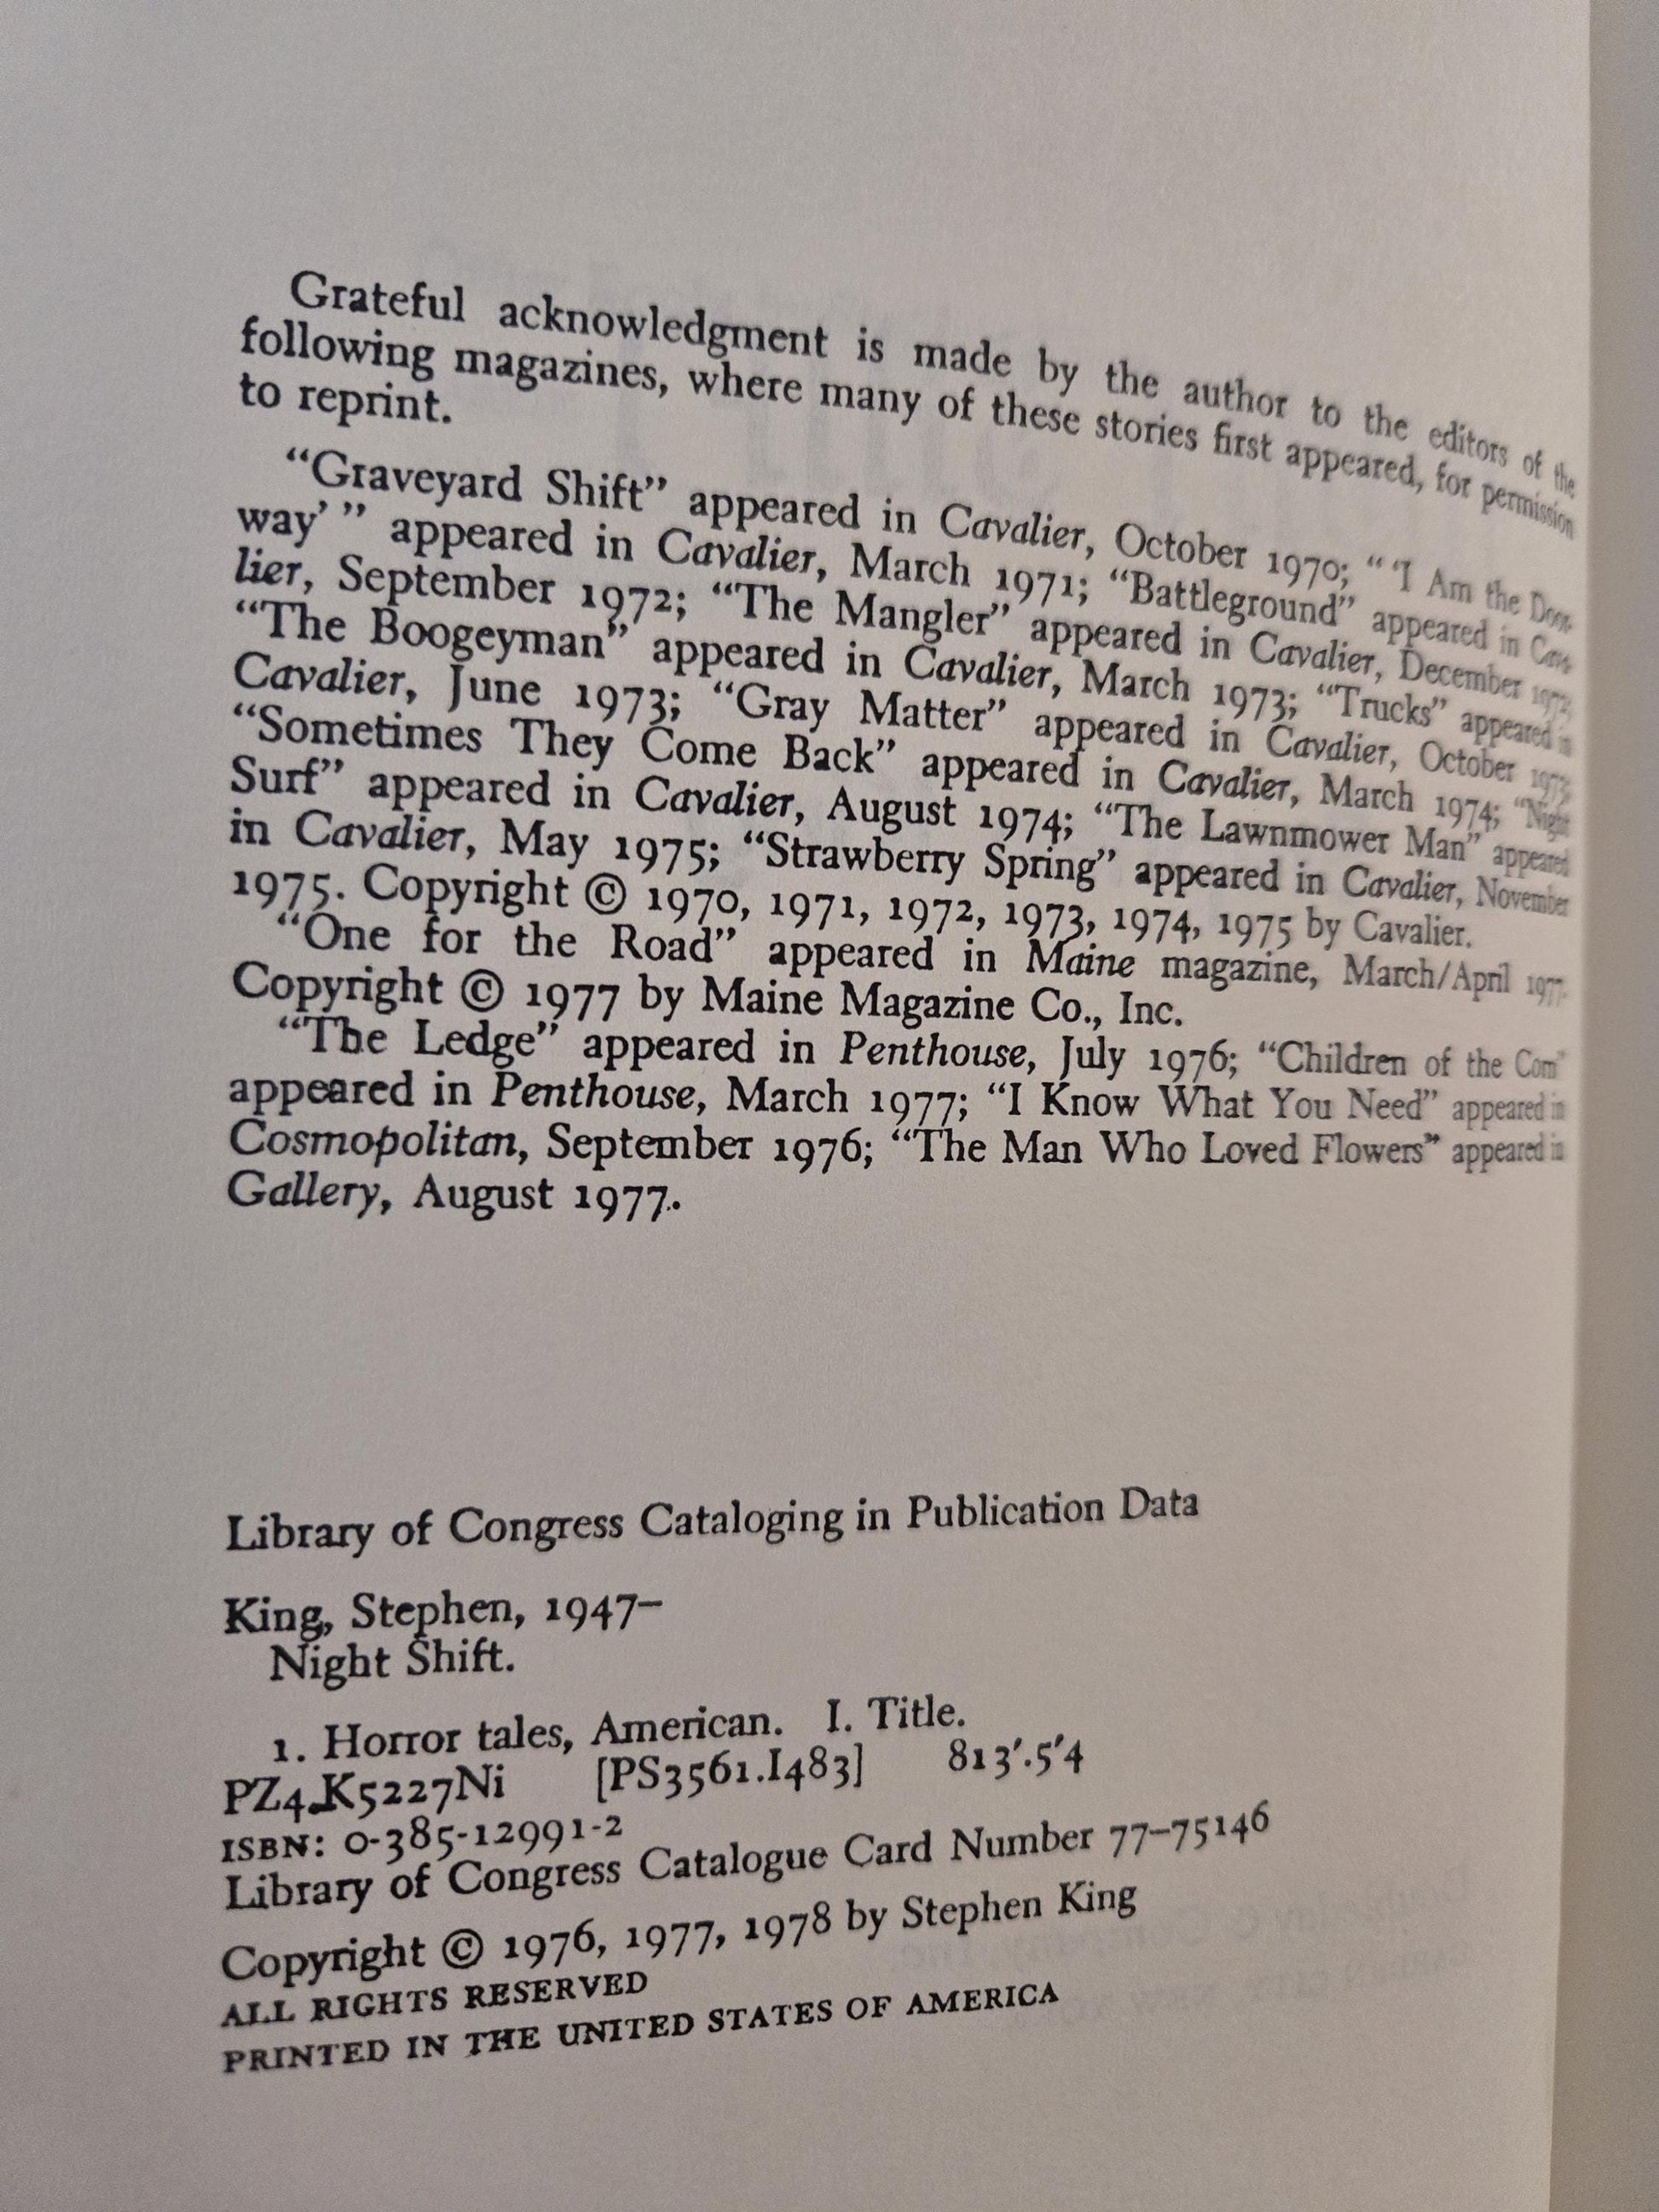 Grateful acknowledgment is made by the author to the editors of the
following magazines, where many of these stories first appeared, for permission
to reprint.
“Graveyard Shift” appeared in Cavalier, October 1970; “ ‘I Am the Door-
way’ ” appeared in Cavalier, March 1971; “Battleground” appeared in Cava-
lier, September 1972; “The Mangler” appeared in Cavalier, December 1972;
“The Boogeyman” appeared in Cavalier, March 1973; “Trucks” appeared in
Cavalier, June 1973; “Gray Matter” appeared in Cavalier, October 1973;
“Sometimes They Come Back” appeared in Cavalier, March 1974; “Night
Surf” appeared in Cavalier, August 1974; “The Lawnmower Man” appeared
in Cavalier, May 1975; “Strawberry Spring” appeared in Cavalier, November
1975. Copyright © 1970, 1971, 1972, 1973, 1974, 1975 by Cavalier.
“One for the Road” appeared in Maine magazine, March/April 1977.
Copyright © 1977 by Maine Magazine Co., Inc.
“The Ledge” appeared in Penthouse, July 1976; “Children of the Corn”
appeared in Penthouse, March 1977; “I Know What You Need” appeared in
Cosmopolitan, September 1976; “The Man Who Loved Flowers” appeared in
Gallery, August 1977.
Library of Congress Cataloging in Publication Data
King, Stephen, 1947–
Night Shift.
1. Horror tales, American. I. Title.
PZ4.K5227Ni [PS3561.I483] 813′.5′4
ISBN: 0-385-12991-2
Library of Congress Catalogue Card Number 77–75146
Copyright © 1976, 1977, 1978 by Stephen King
ALL RIGHTS RESERVED
PRINTED IN THE UNITED STATES OF AMERICA